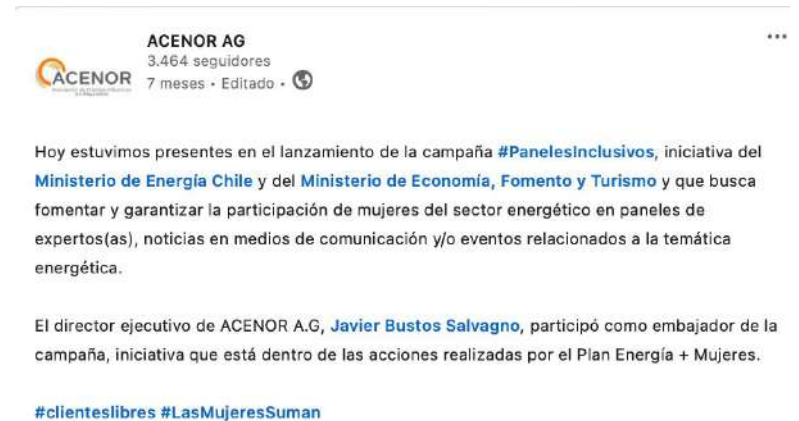 ACENOR AG
•••
3.464 seguidores
ACENOR
7 meses • Editado •
Hoy estuvimos presentes en el lanzamiento de la campaña #PanelesInclusivos, iniciativa del
Ministerio de Energía Chile y del Ministerio de Economía, Fomento y Turismo y que busca
fomentar y garantizar la participación de mujeres del sector energético en paneles de
expertos(as), noticias en medios de comunicación y/o eventos relacionados a la temática
energética.
El director ejecutivo de ACENOR A.G, Javier Bustos Salvagno, participó como embajador de la
campaña, iniciativa que está dentro de las acciones realizadas por el Plan Energía + Mujeres.
#clienteslibres #LasMujeresSuman